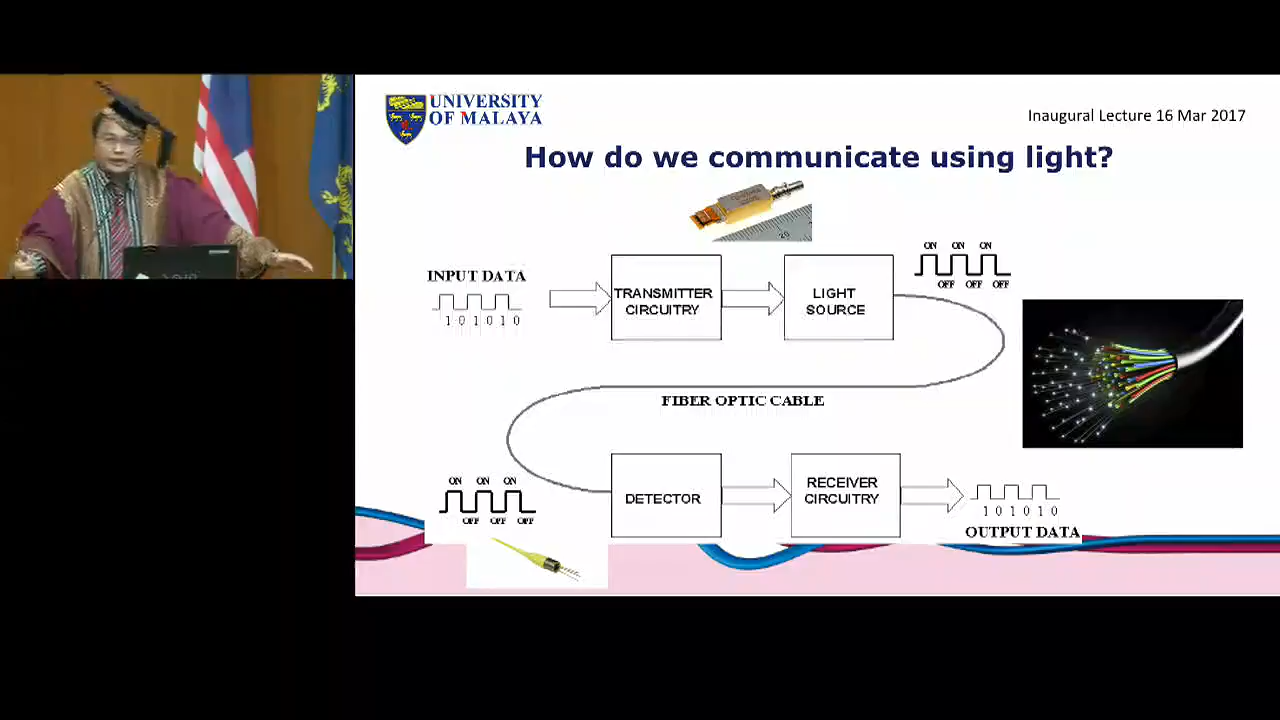 UNIVERSITY
OF MALAYA
Inaugural Lecture 16 Mar 2017
How do we communicate using light?
INPUT DATA
1 0 1 0 1 0
TRANSMITTER
CIRCUITRY
LIGHT
SOURCE
ON ON ON
OFF OFF OFF
FIBER OPTIC CABLE
ON ON ON
OFF OFF OFF
DETECTOR
RECEIVER
CIRCUITRY
1 0 1 0 1 0
OUTPUT DATA